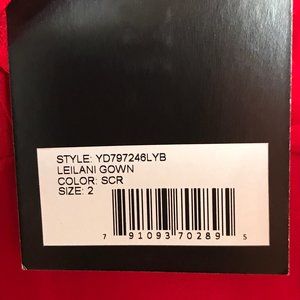 STYLE: YD797246LYB
LEILANI GOWN
COLOR: SCR
SIZE: 2
7 91093 70289 5